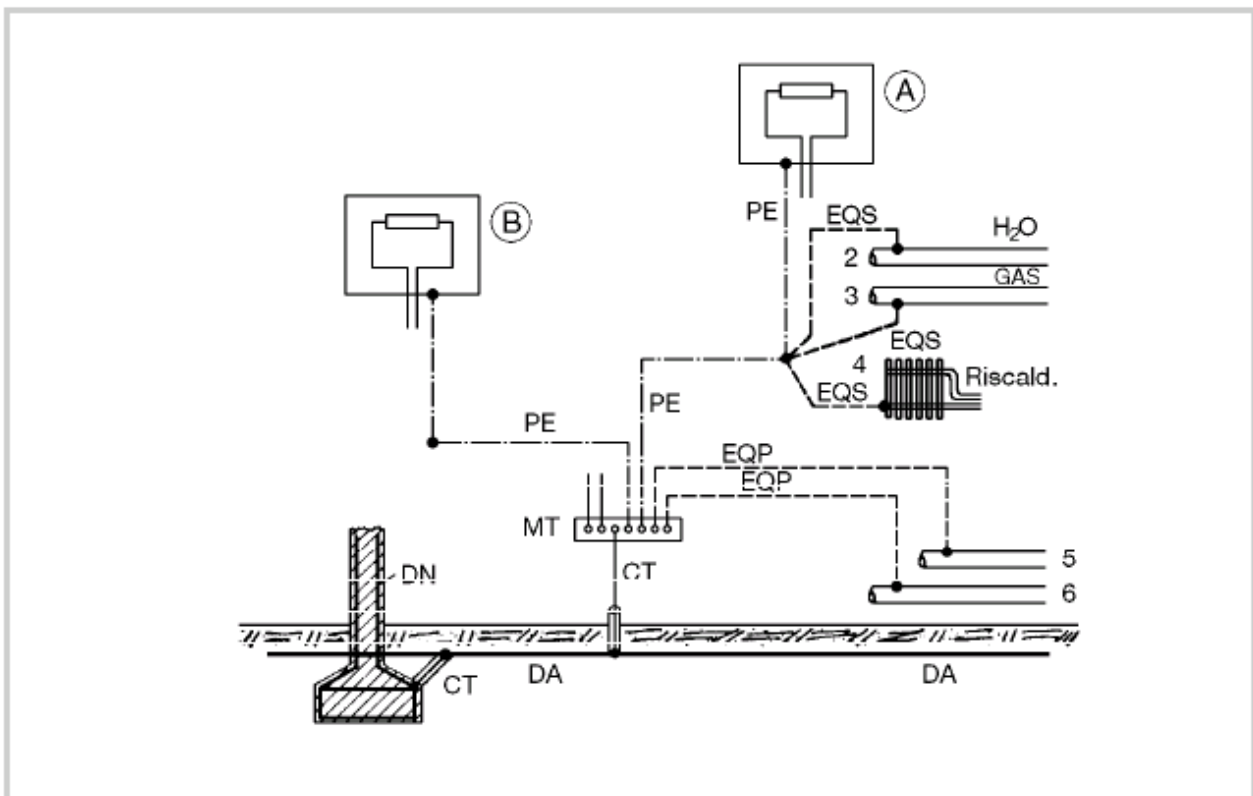 A
PE
EQS
H₂O
B
2
GAS
3
EQS
4
Riscald.
EQS
PE
PE
EQP
EQP
MT
CT
5
DN
6
CT
DA
DA